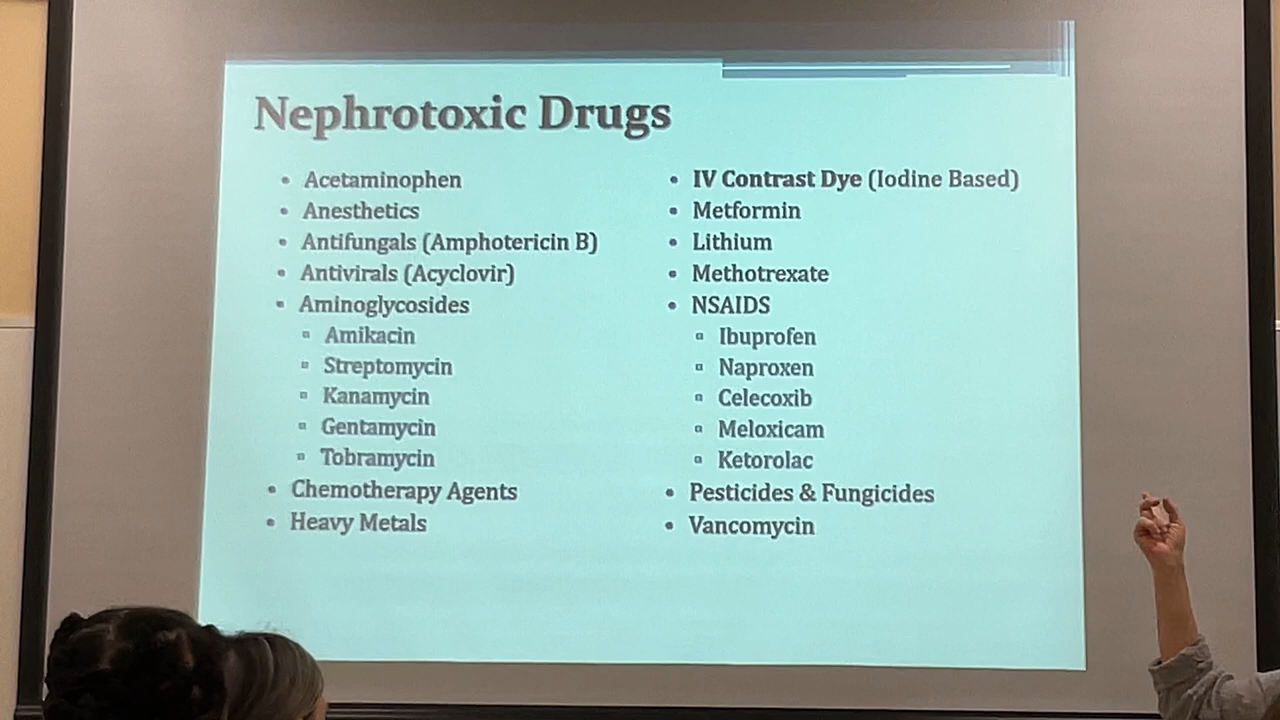 Nephrotoxic Drugs
• Acetaminophen
• Anesthetics
• Antifungals (Amphotericin B)
• Antivirals (Acyclovir)
• Aminoglycosides
▫ Amikacin
▫ Streptomycin
▫ Kanamycin
▫ Gentamycin
▫ Tobramycin
• Chemotherapy Agents
• Heavy Metals
• IV Contrast Dye (Iodine Based)
• Metformin
• Lithium
• Methotrexate
• NSAIDS
▫ Ibuprofen
▫ Naproxen
▫ Celecoxib
▫ Meloxicam
▫ Ketorolac
• Pesticides & Fungicides
• Vancomycin